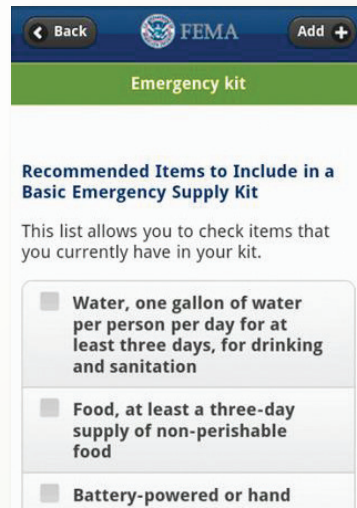 Back FEMA Add
Emergency kit
Recommended Items to Include in a
Basic Emergency Supply Kit
This list allows you to check items that
you currently have in your kit.
Water, one gallon of water
per person per day for at
least three days, for drinking
and sanitation
Food, at least a three-day
supply of non-perishable
food
Battery-powered or hand